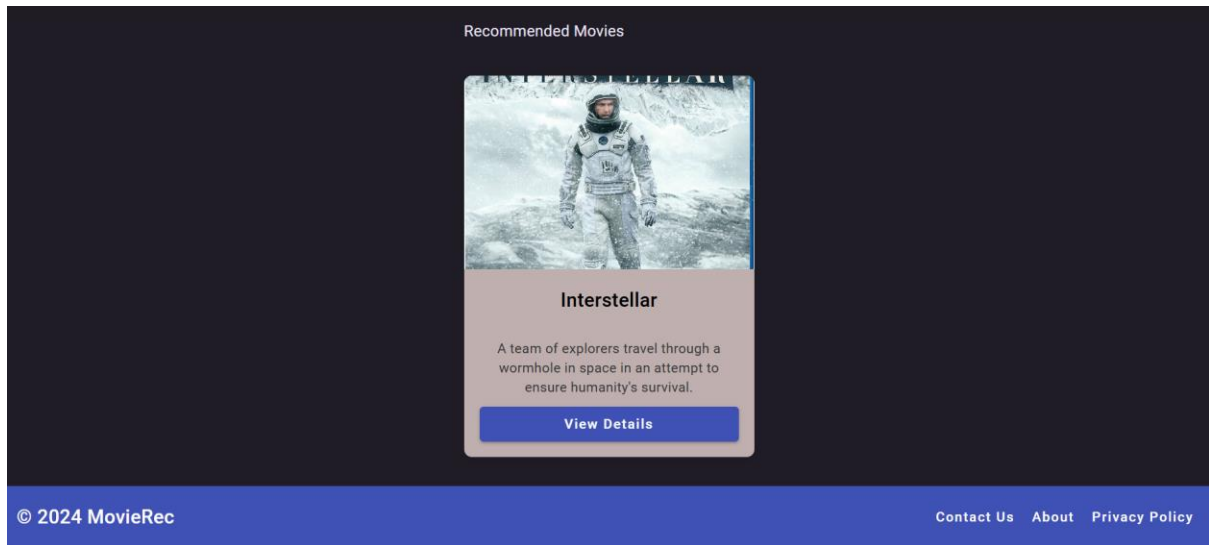 Recommended Movies
INTERSTELLAR
Interstellar
A team of explorers travel through a
wormhole in space in an attempt to
ensure humanity's survival.
View Details
© 2024 MovieRec
Contact Us About Privacy Policy